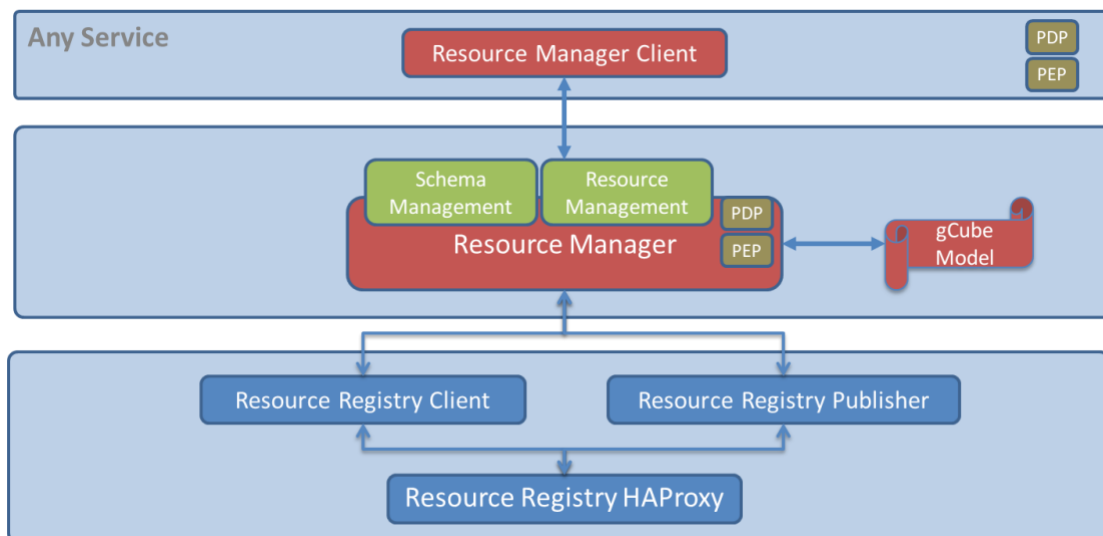 Any Service
Resource Manager Client
PDP
PEP
Schema
Management
Resource
Management
PDP
Resource Manager
PEP
gCube
Model
Resource Registry Client
Resource Registry Publisher
Resource Registry HAProxy